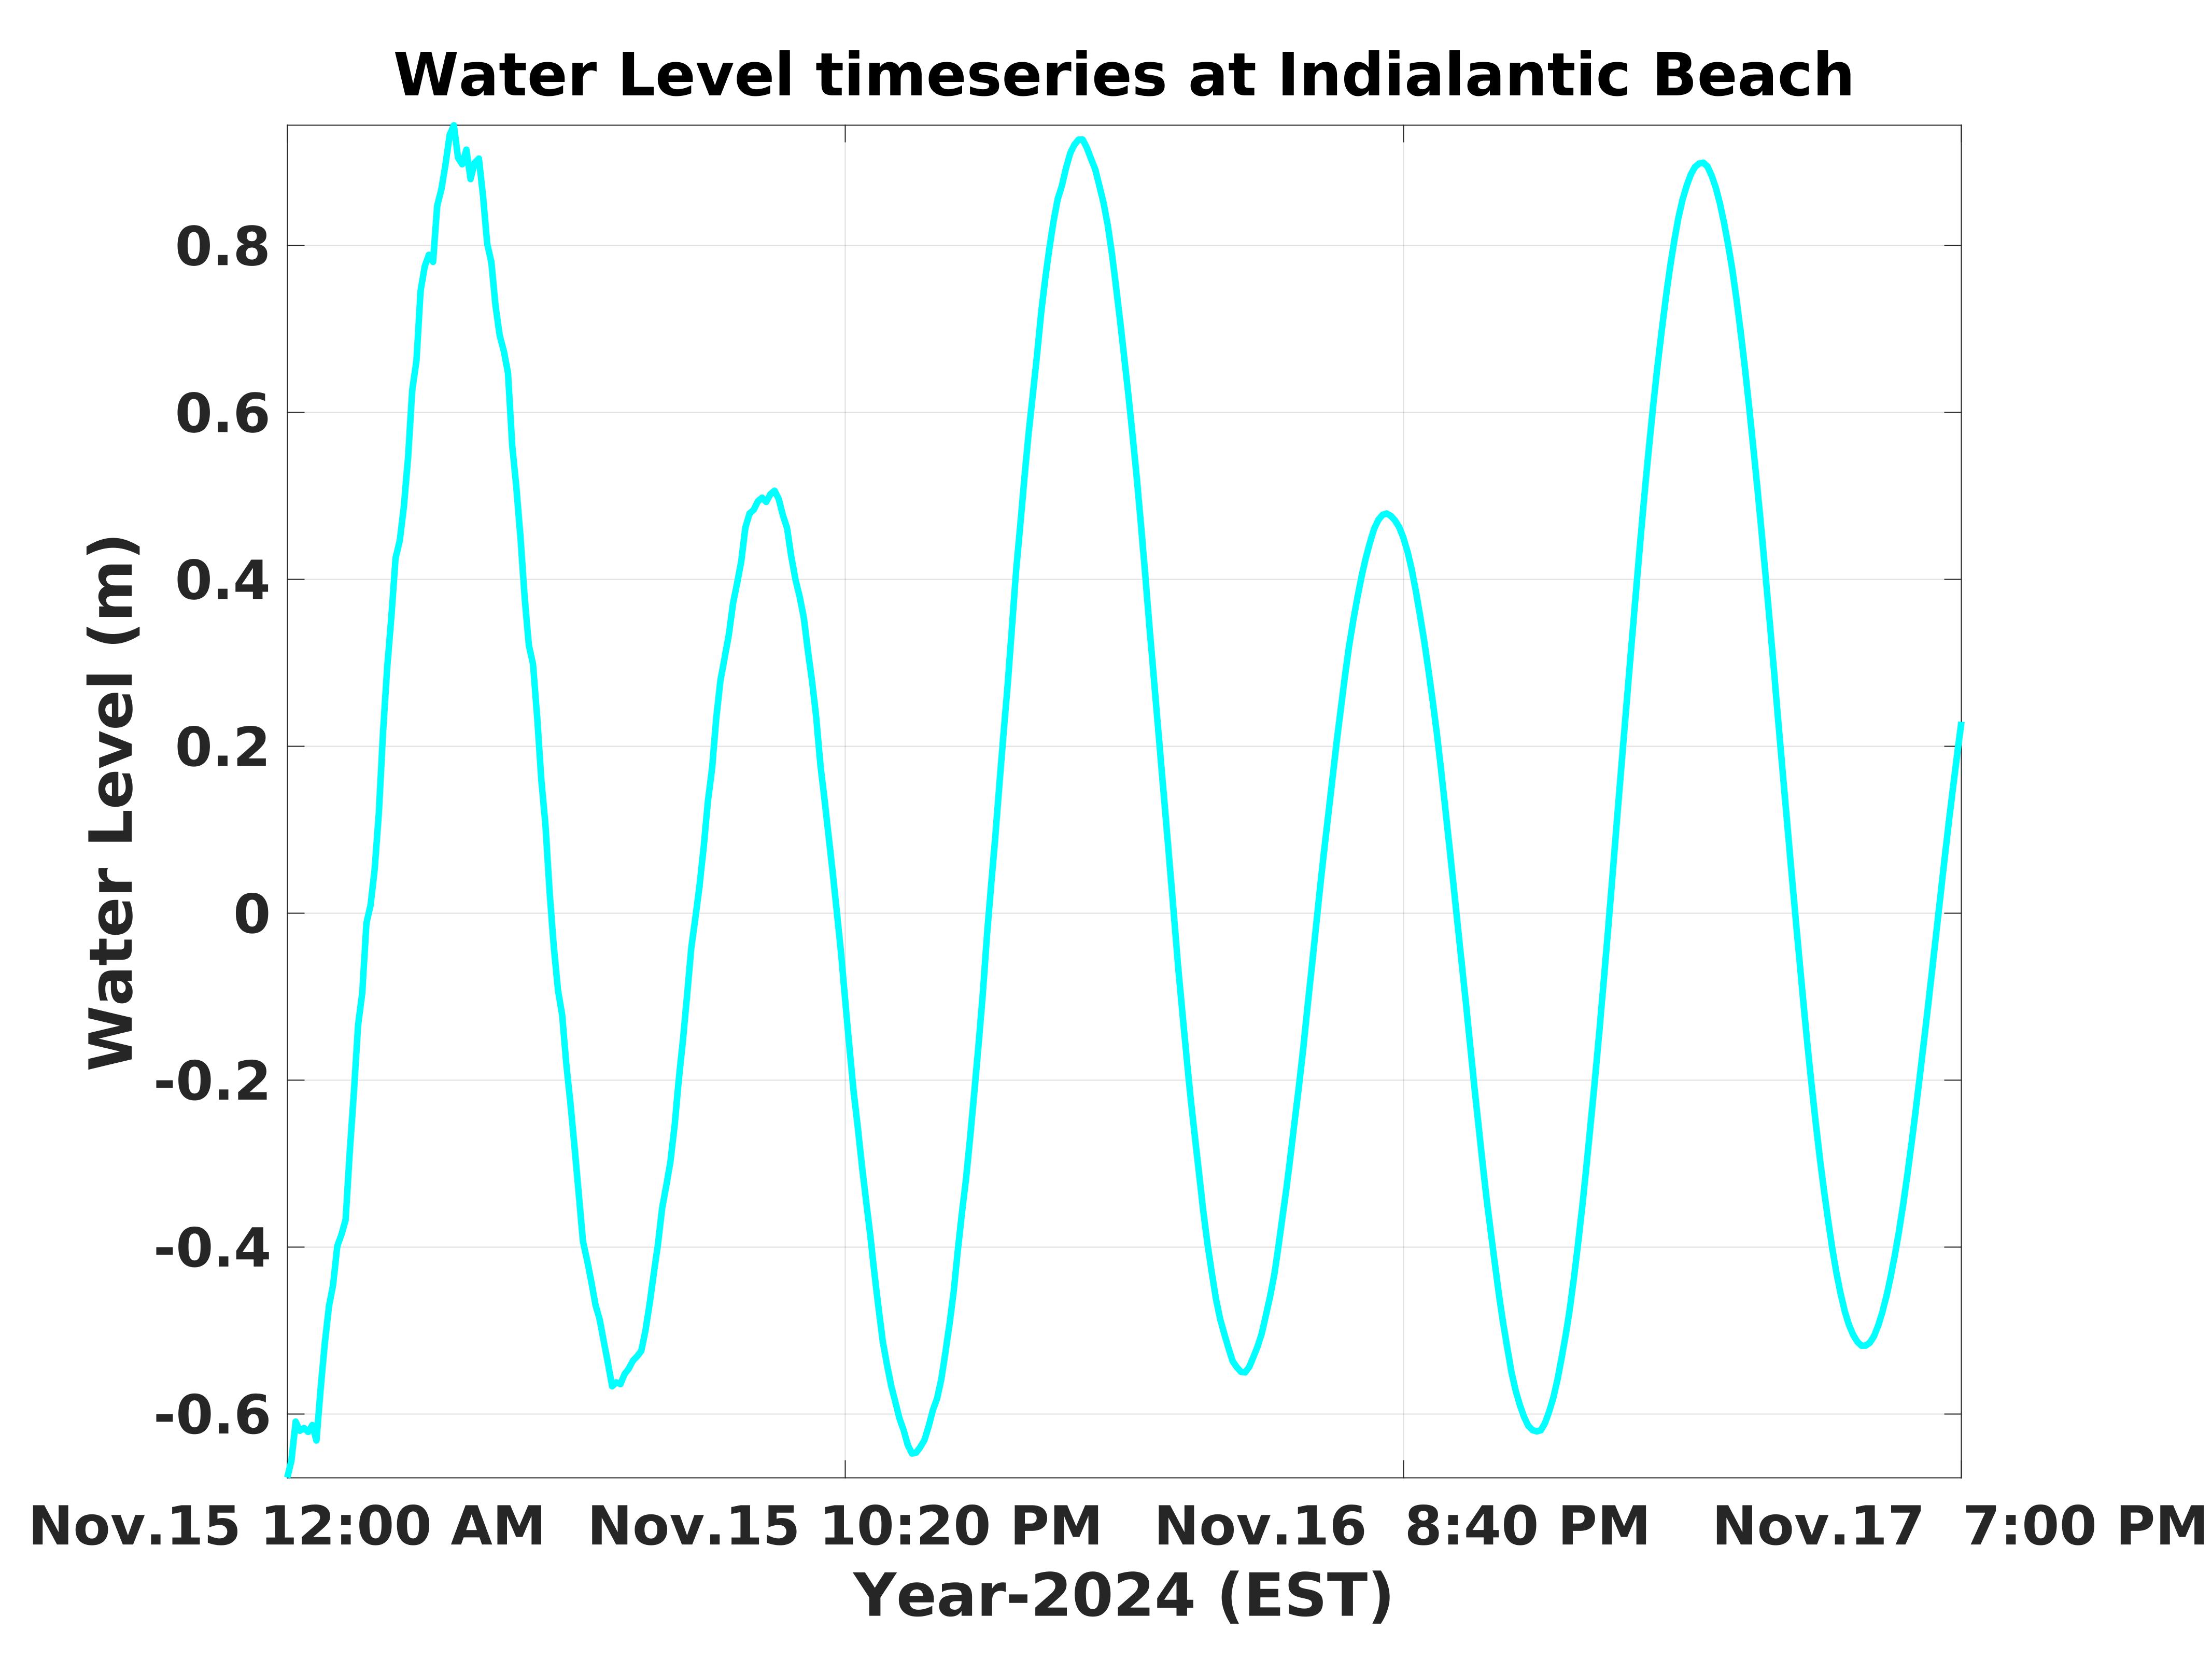 Water Level timeseries at Indialantic Beach
Water Level (m)
0.8
0.6
0.4
0.2
0
-0.2
-0.4
-0.6
Nov.15 12:00 AM Nov.15 10:20 PM Nov.16 8:40 PM Nov.17 7:00 PM
Year-2024 (EST)